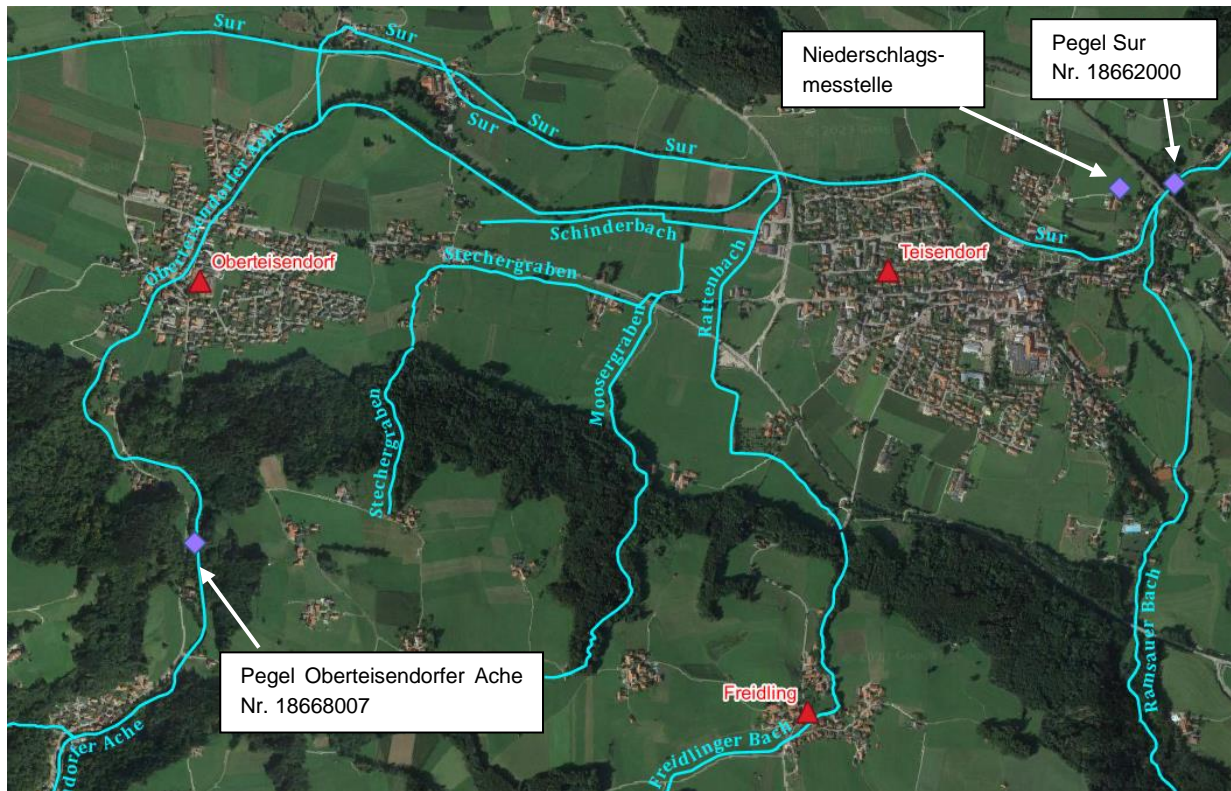 Sur
Sur
Sur
Sur
Sur
Sur
Niederschlags-
messtelle
Pegel Sur
Nr. 18662000
Oberteisendorfer Ache
Oberteisendorf
Schinderbach
Stechergraben
Stechergraben
Moosergraben
Rattenbach
Teisendorf
Pegel Oberteisendorfer Ache
Nr. 18668007
dorfer Ache
Freidling
Freidlinger Bach
Ramsauer Bach